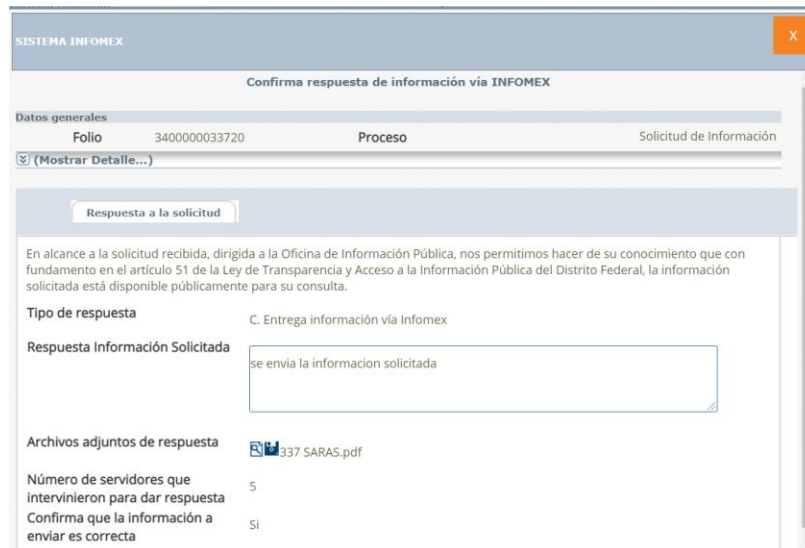 SISTEMA INFOMEX
X
Confirma respuesta de información vía INFOMEX
Datos generales
Folio 3400000033720 Proceso Solicitud de Información
(Mostrar Detalle...)
Respuesta a la solicitud
En alcance a la solicitud recibida, dirigida a la Oficina de Información Pública, nos permitimos hacer de su conocimiento que con
fundamento en el artículo 51 de la Ley de Transparencia y Acceso a la Información Pública del Distrito Federal, la información
solicitada está disponible públicamente para su consulta.
Tipo de respuesta C. Entrega información vía Infomex
Respuesta Información Solicitada se envia la informacion solicitada
Archivos adjuntos de respuesta 337 SARAS.pdf
Número de servidores que
intervinieron para dar respuesta 5
Confirma que la información a
enviar es correcta Si